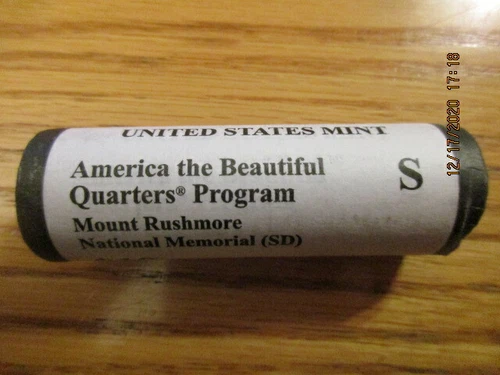 UNITED STATES MINT
America the Beautiful
Quarters® Program
S
Mount Rushmore
National Memorial (SD)
12/17/2020 17:18